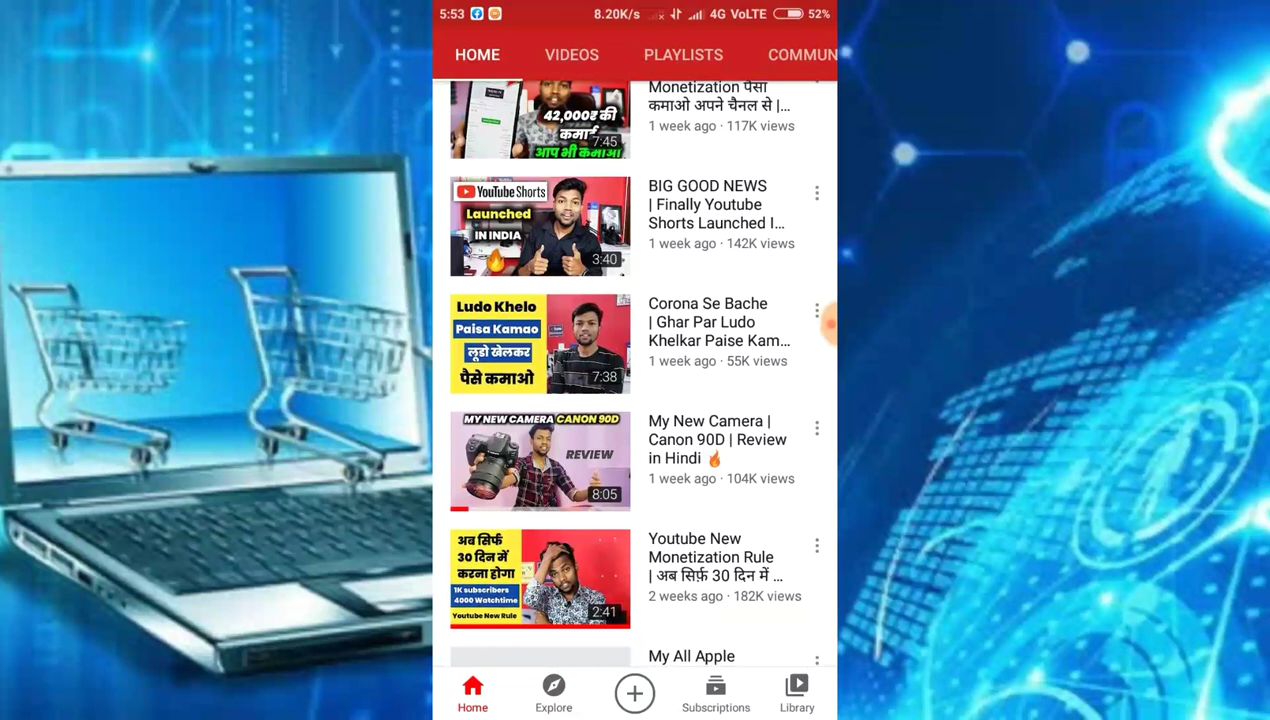 5:53 8.20K/s 4G VoLTE 52%
HOME VIDEOS PLAYLISTS COMMUN
42,000₹ की
कमाई
आप भी कमाओ
7:45
Monetization पैसा
कमाओ अपने चैनल से |...
1 week ago · 117K views
YouTube Shorts
Launched
IN INDIA
3:40
BIG GOOD NEWS
| Finally Youtube
Shorts Launched I...
1 week ago · 142K views
Ludo Khelo
Paisa Kamao
लूडो खेलकर
पैसे कमाओ
7:38
Corona Se Bache
| Ghar Par Ludo
Khelkar Paise Kam...
1 week ago · 55K views
MY NEW CAMERA CANON 90D
REVIEW
8:05
My New Camera |
Canon 90D | Review
in Hindi 🔥
1 week ago · 104K views
अब सिर्फ
30 दिन में
करना होगा
1K subscribers
4000 Watchtime
Youtube New Rule
2:41
Youtube New
Monetization Rule
| अब सिर्फ़ 30 दिन में ...
2 weeks ago · 182K views
My All Apple
Home Explore Subscriptions Library